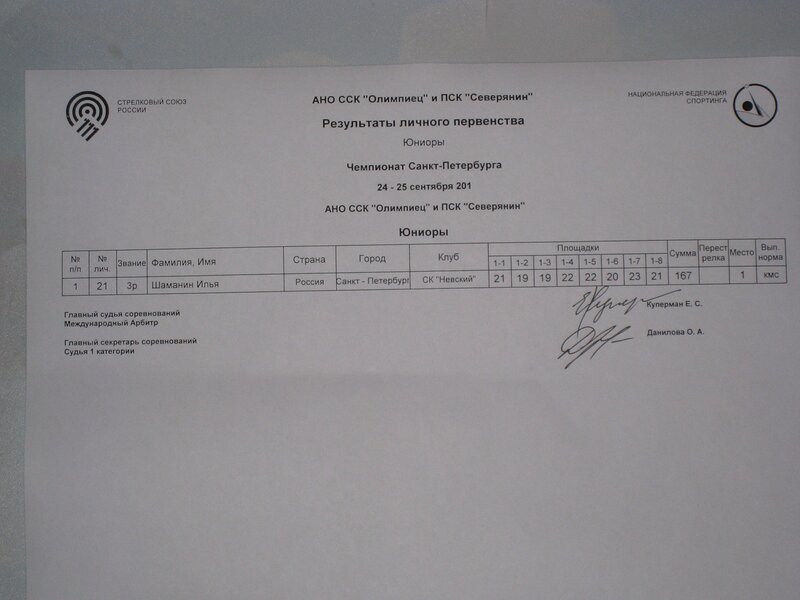 СТРЕЛКОВЫЙ СОЮЗ
РОССИИ
АНО ССК "Олимпиец" и ПСК "Северянин"
НАЦИОНАЛЬНАЯ ФЕДЕРАЦИЯ
СПОРТИНГА
Результаты личного первенства
Юниоры
Чемпионат Санкт-Петербурга
24 - 25 сентября 201
АНО ССК "Олимпиец" и ПСК "Северянин"
Юниоры
№ п/п № лич. Звание Фамилия, Имя Страна Город Клуб Площадки Сумма Перест релка Место Вып. норма
1-1 1-2 1-3 1-4 1-5 1-6 1-7 1-8
1 21 3р Шаманин Илья Россия Санкт - Петербург СК "Невский" 21 19 19 22 22 20 23 21 167 1 кмс
Главный судья соревнований
Международный Арбитр
Куперман Е. С.
Главный секретарь соревнований
Судья 1 категории
Данилова О. А.